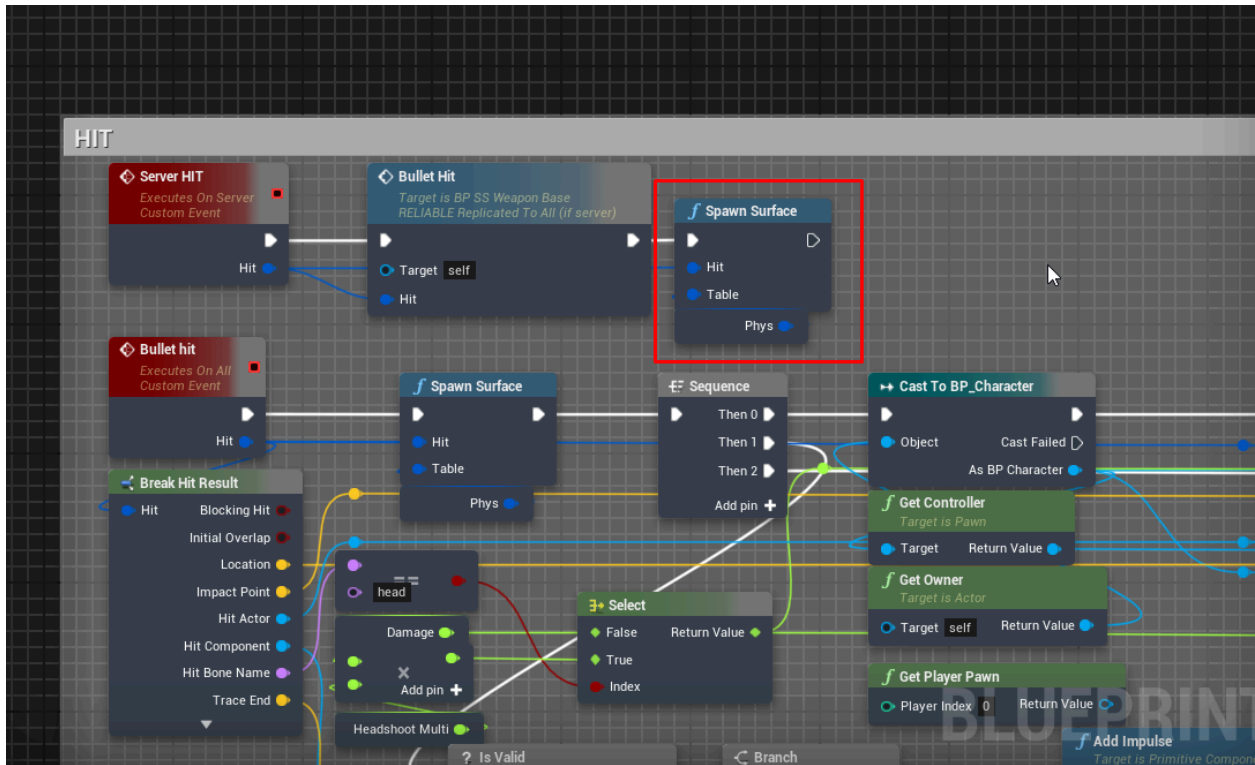 HIT
Server HIT
Executes On Server
Custom Event
Hit
Bullet Hit
Target is BP SS Weapon Base
RELIABLE Replicated To All (if server)
Target self
Hit
f Spawn Surface
Hit
Table
Phys
Bullet hit
Executes On All
Custom Event
Hit
f Spawn Surface
Hit
Table
Phys
Sequence
Then 0
Then 1
Then 2
Add pin +
Cast To BP_Character
Object Cast Failed
As BP Character
Break Hit Result
Hit Blocking Hit
Initial Overlap
Location
Impact Point
Hit Actor
Hit Component
Hit Bone Name
Trace End
==
head
Damage
×
Add pin +
Headshoot Multi
Select
False Return Value
True
Index
f Get Controller
Target is Pawn
Target Return Value
f Get Owner
Target is Actor
Target self Return Value
f Get Player Pawn
Player Index 0 Return Value
? Is Valid
Branch
BLUEPRINT
f Add Impulse
Target is Primitive Compon